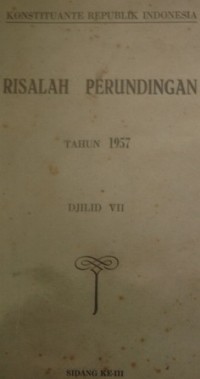 KONSTITUANTE REPUBLIK INDONESIA
RISALAH PERUNDINGAN
TAHUN 1957
DJILID VII
SIDANG KE-III